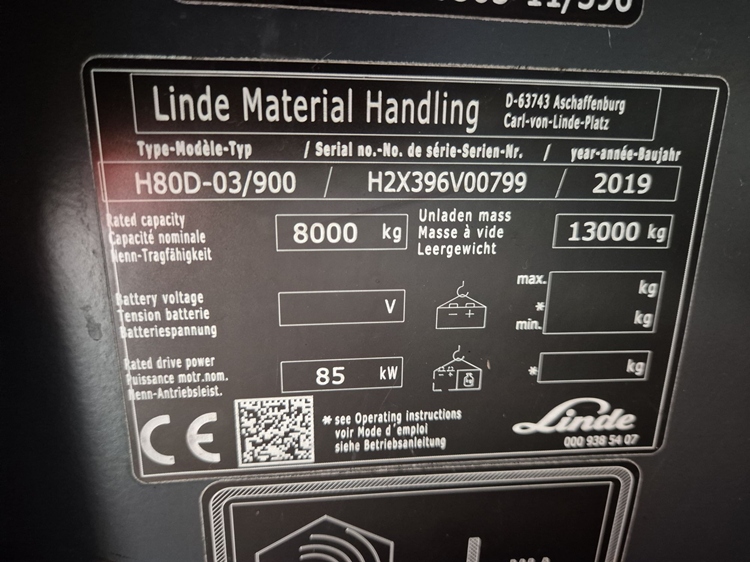 Linde Material Handling
D-63743 Aschaffenburg
Carl-von-Linde-Platz
Type-Modèle-Typ / Serial no.-No. de série-Serien-Nr. / year-année-Baujahr
H80D-03/900 / H2X396V00799 / 2019
Rated capacity
Capacité nominale
Nenn-Tragfähigkeit
8000 kg
Unladen mass
Masse à vide
Leergewicht
13000 kg
Battery voltage
Tension batterie
Batteriespannung
V
max. kg
*
min. kg
Rated drive power
Puissance motr.nom.
Nenn-Antriebsleist.
85 kW
* kg
CE
* see Operating instructions
voir Mode d'emploi
siehe Betriebsanleitung
Linde
000 938 54 07